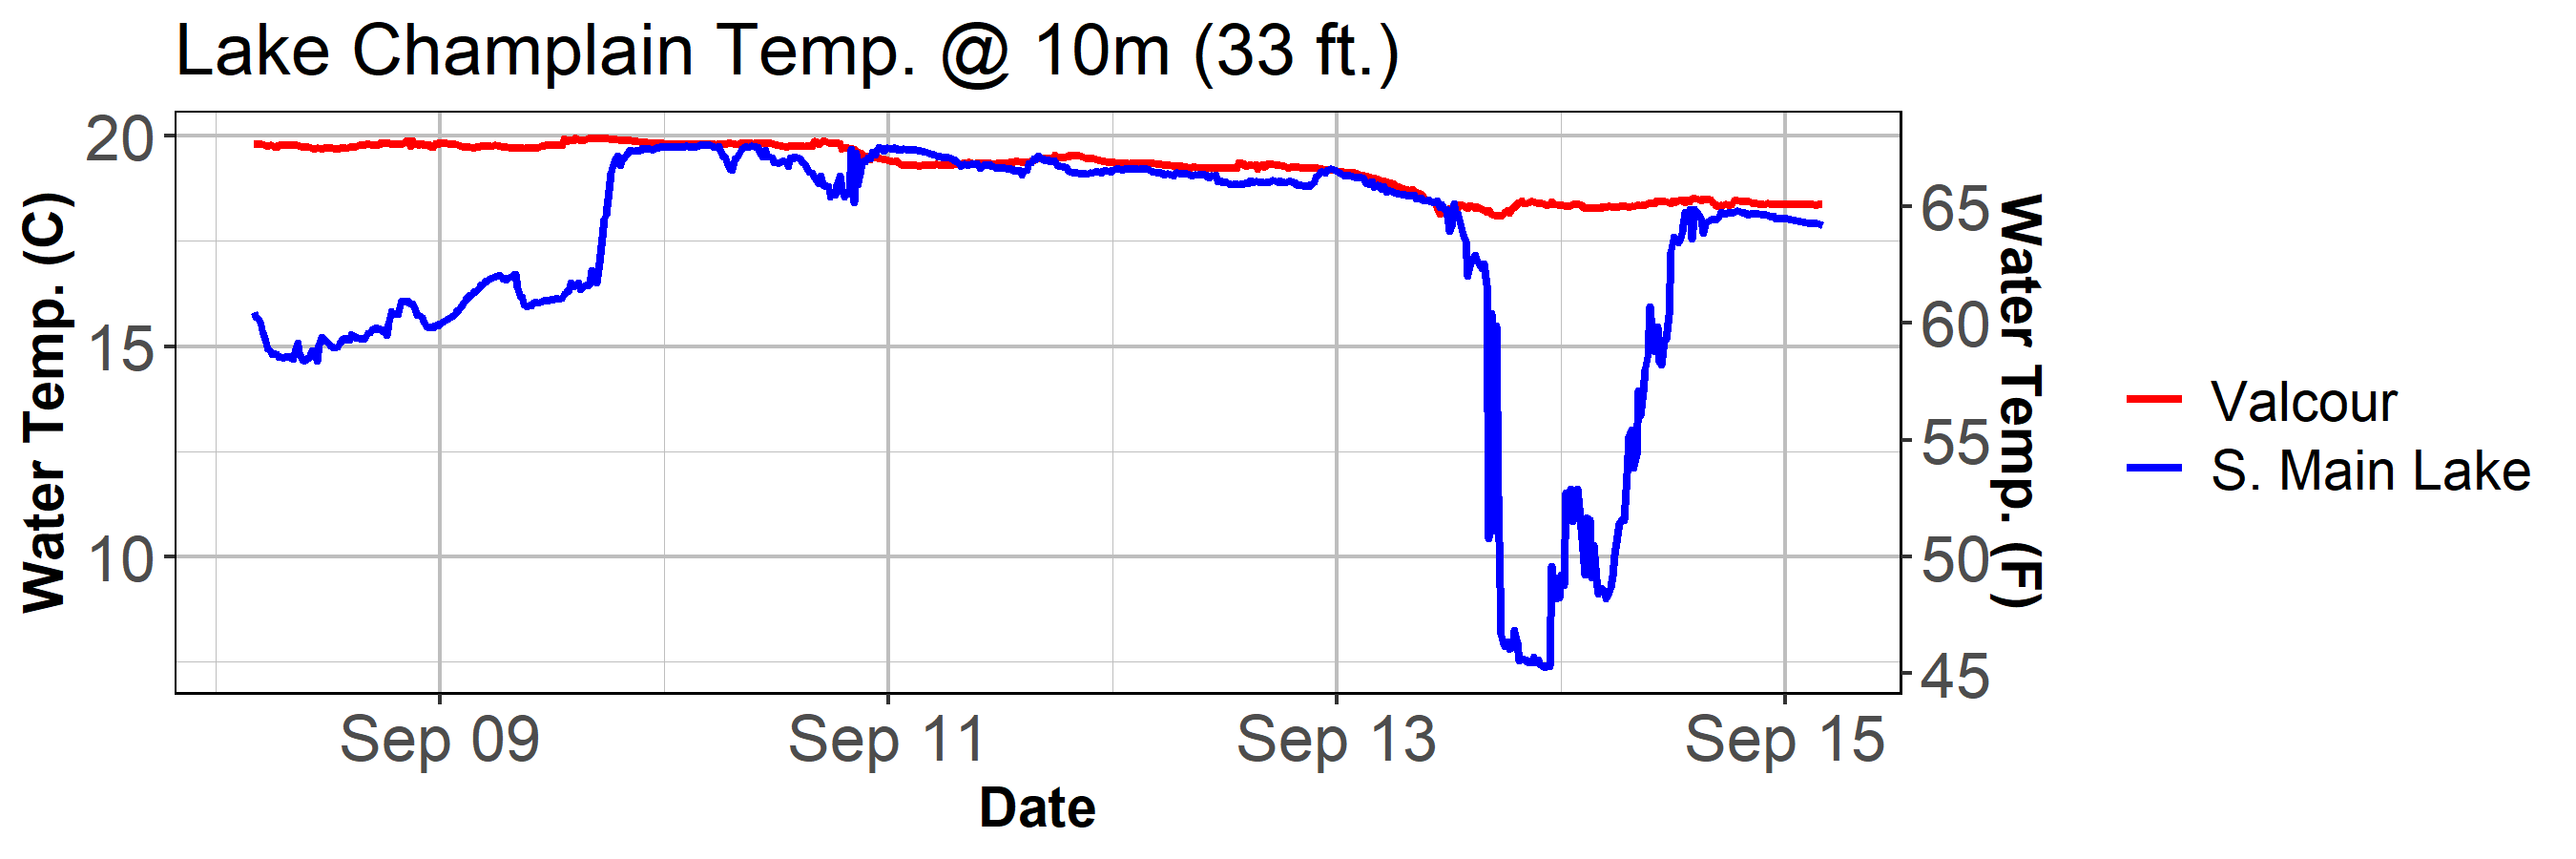 Lake Champlain Temp. @ 10m (33 ft.)
Water Temp. (C)
20
15
10
65
60
55
50
45
Water Temp. (F)
Sep 09
Sep 11
Sep 13
Sep 15
Date
Valcour
S. Main Lake